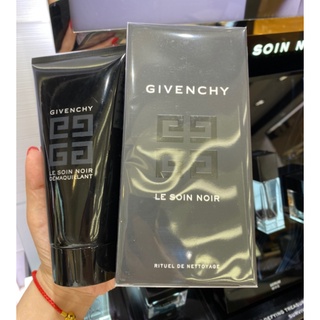 GIVENCHY
LE SOIN NOIR
DÉMAQUILLANT
GIVENCHY
LE SOIN NOIR
RITUEL DE NETTOYAGE
SOIN N